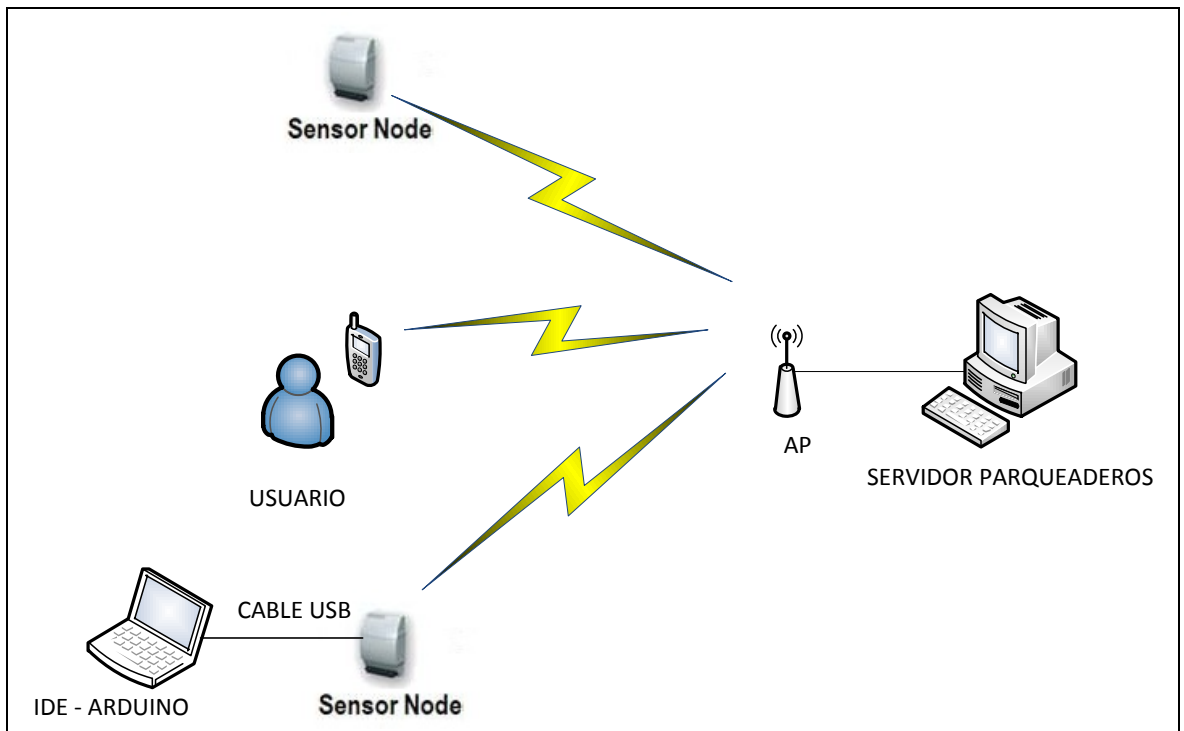 Sensor Node
USUARIO
AP
SERVIDOR PARQUEADEROS
CABLE USB
IDE - ARDUINO
Sensor Node